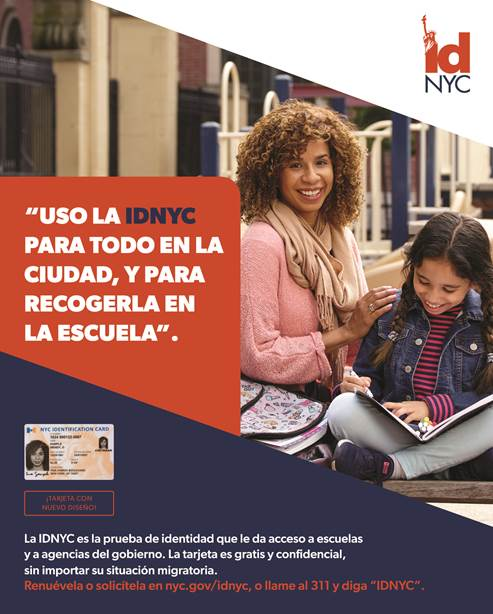 id
NYC
“USO LA IDNYC
PARA TODO EN LA
CIUDAD, Y PARA
RECOGERLA EN
LA ESCUELA”.
NYC IDENTIFICATION CARD
¡TARJETA CON
NUEVO DISEÑO!
La IDNYC es la prueba de identidad que le da acceso a escuelas
y a agencias del gobierno. La tarjeta es gratis y confidencial,
sin importar su situación migratoria.
Renuévela o solicítela en nyc.gov/idnyc, o llame al 311 y diga “IDNYC”.